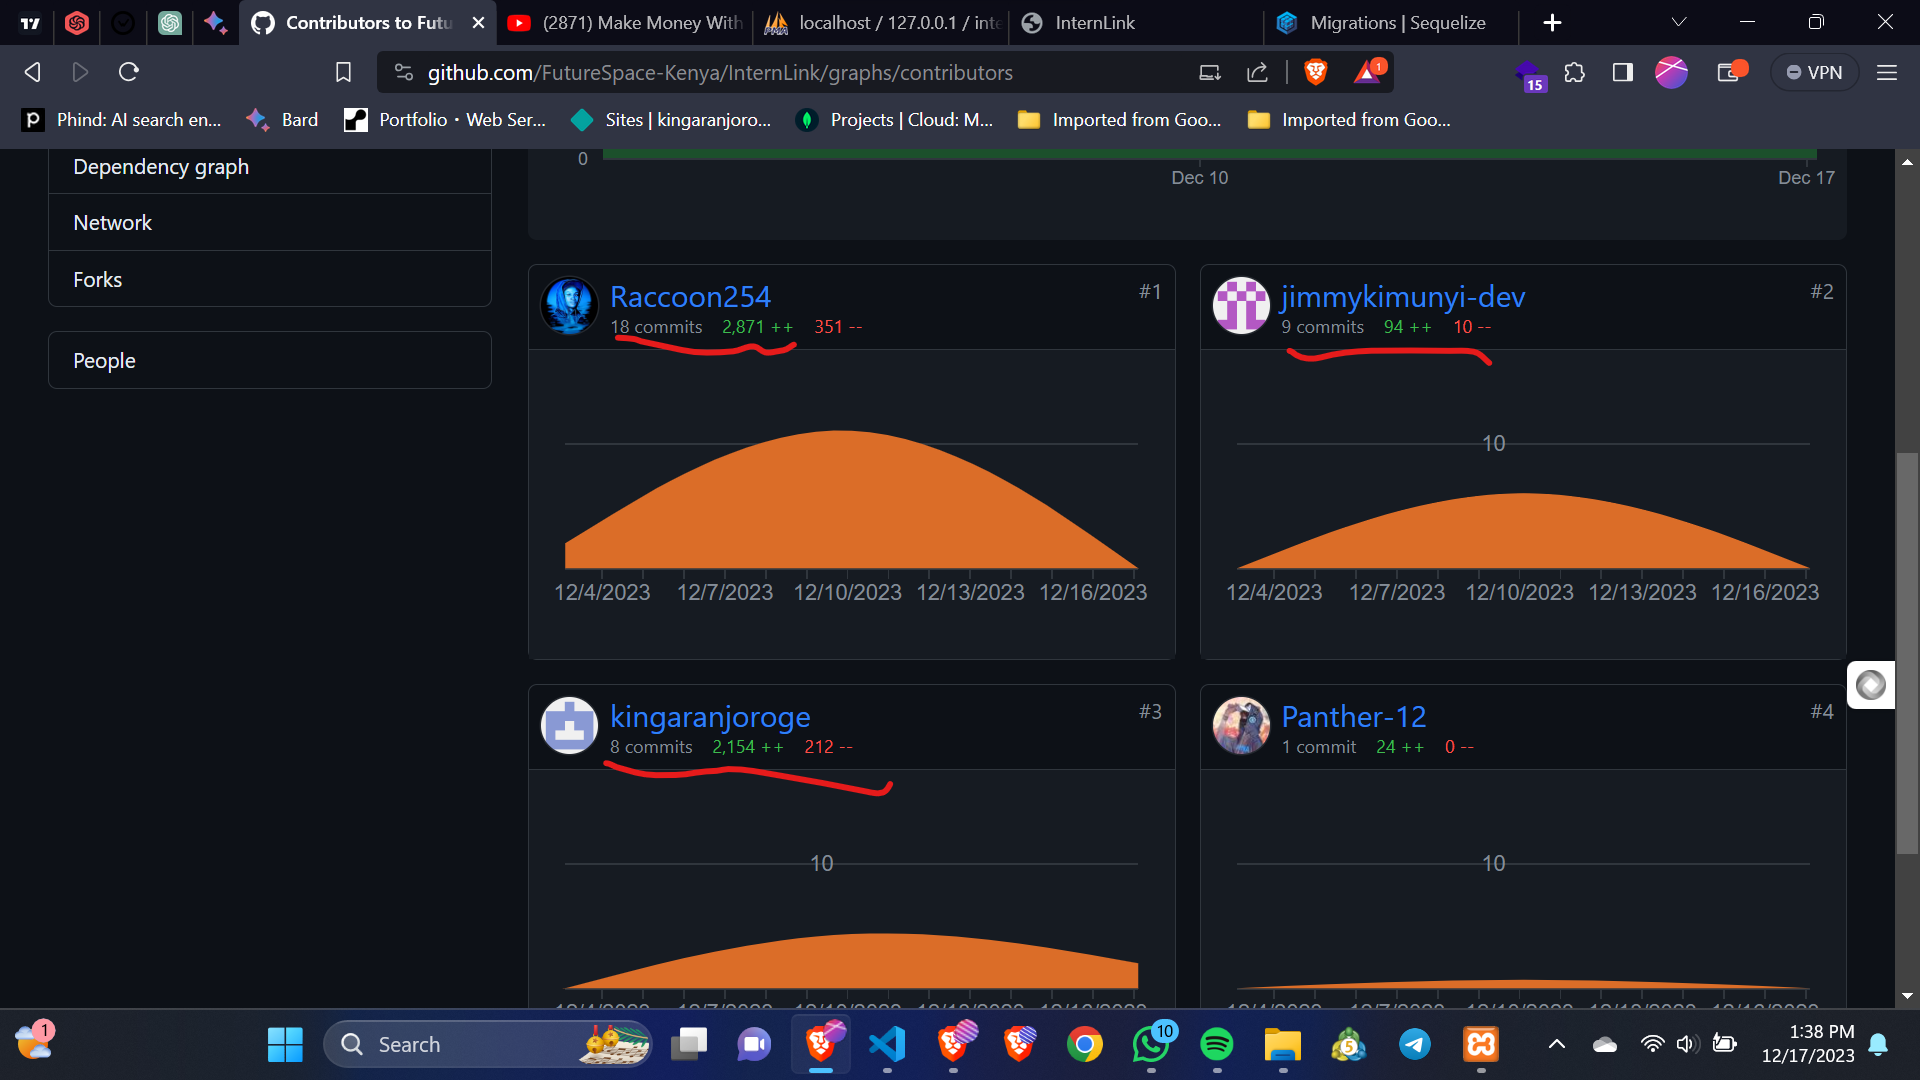 Contributors to Futu
(2871) Make Money With
localhost / 127.0.0.1 / inte
InternLink
Migrations | Sequelize
github.com/FutureSpace-Kenya/InternLink/graphs/contributors
1
15
VPN
Phind: AI search en...
Bard
Portfolio · Web Ser...
Sites | kingaranjoro...
Projects | Cloud: M...
Imported from Goo...
Imported from Goo...
Dependency graph
Network
Forks
People
0
Dec 10
Dec 17
Raccoon254
#1
18 commits 2,871 ++ 351 --
12/4/2023 12/7/2023 12/10/2023 12/13/2023 12/16/2023
jimmykimunyi-dev
#2
9 commits 94 ++ 10 --
10
12/4/2023 12/7/2023 12/10/2023 12/13/2023 12/16/2023
kingaranjoroge
#3
8 commits 2,154 ++ 212 --
10
Panther-12
#4
1 commit 24 ++ 0 --
10
1
Search
10
5
1:38 PM
12/17/2023